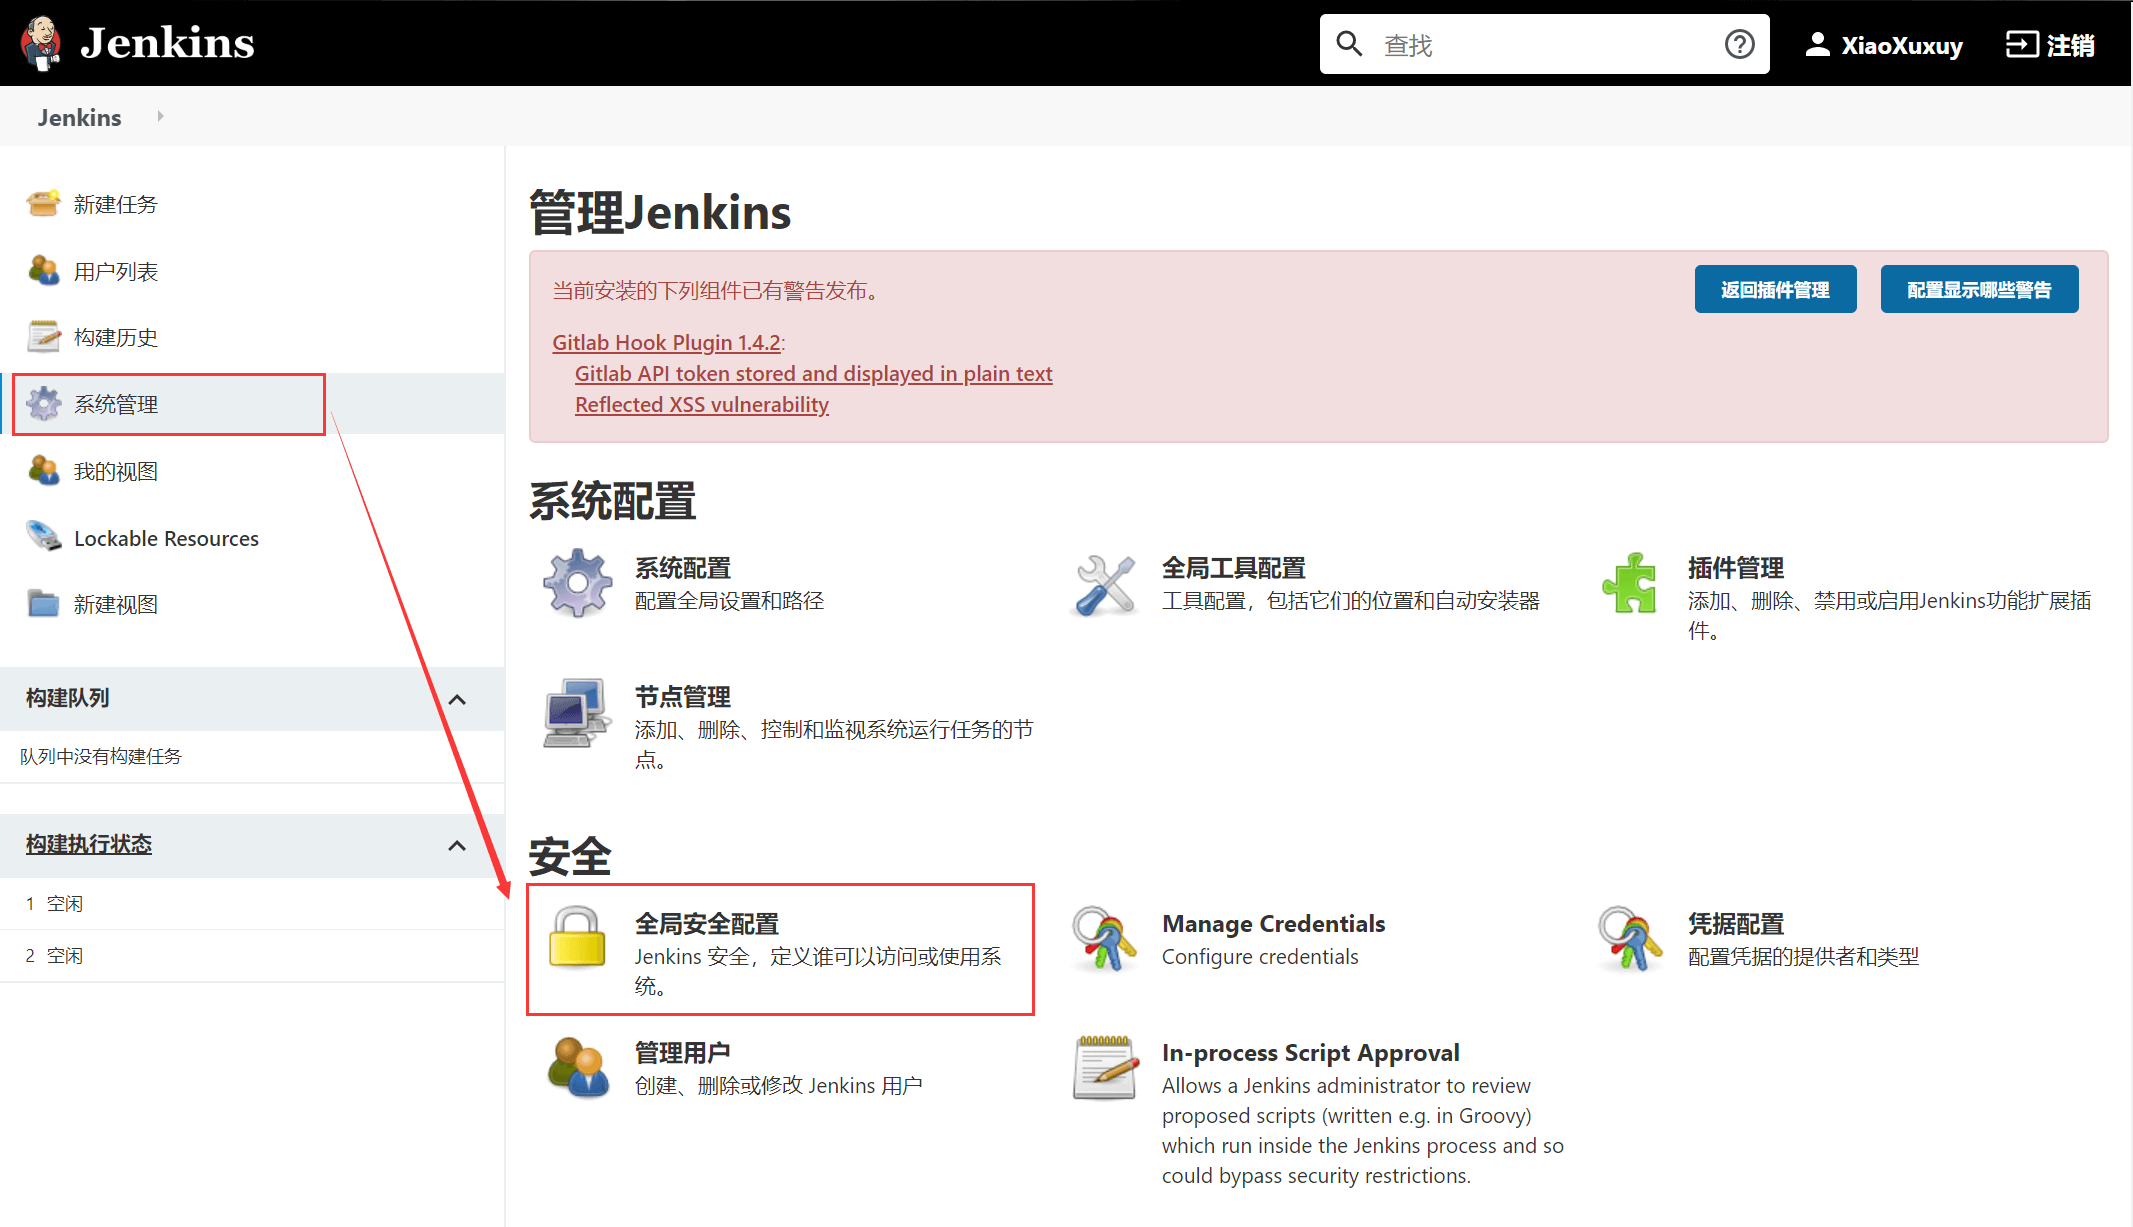 Jenkins
查找
XiaoXuxuy
注销
Jenkins
新建任务
用户列表
构建历史
系统管理
我的视图
Lockable Resources
新建视图
构建队列
队列中没有构建任务
构建执行状态
1 空闲
2 空闲
管理Jenkins
当前安装的下列组件已有警告发布。
返回插件管理
配置显示哪些警告
Gitlab Hook Plugin 1.4.2:
Gitlab API token stored and displayed in plain text
Reflected XSS vulnerability
系统配置
系统配置
配置全局设置和路径
全局工具配置
工具配置，包括它们的位置和自动安装器
插件管理
添加、删除、禁用或启用Jenkins功能扩展插
件。
节点管理
添加、删除、控制和监视系统运行任务的节
点。
安全
全局安全配置
Jenkins 安全，定义谁可以访问或使用系
统。
Manage Credentials
Configure credentials
凭据配置
配置凭据的提供者和类型
管理用户
创建、删除或修改 Jenkins 用户
In-process Script Approval
Allows a Jenkins administrator to review
proposed scripts (written e.g. in Groovy)
which run inside the Jenkins process and so
could bypass security restrictions.